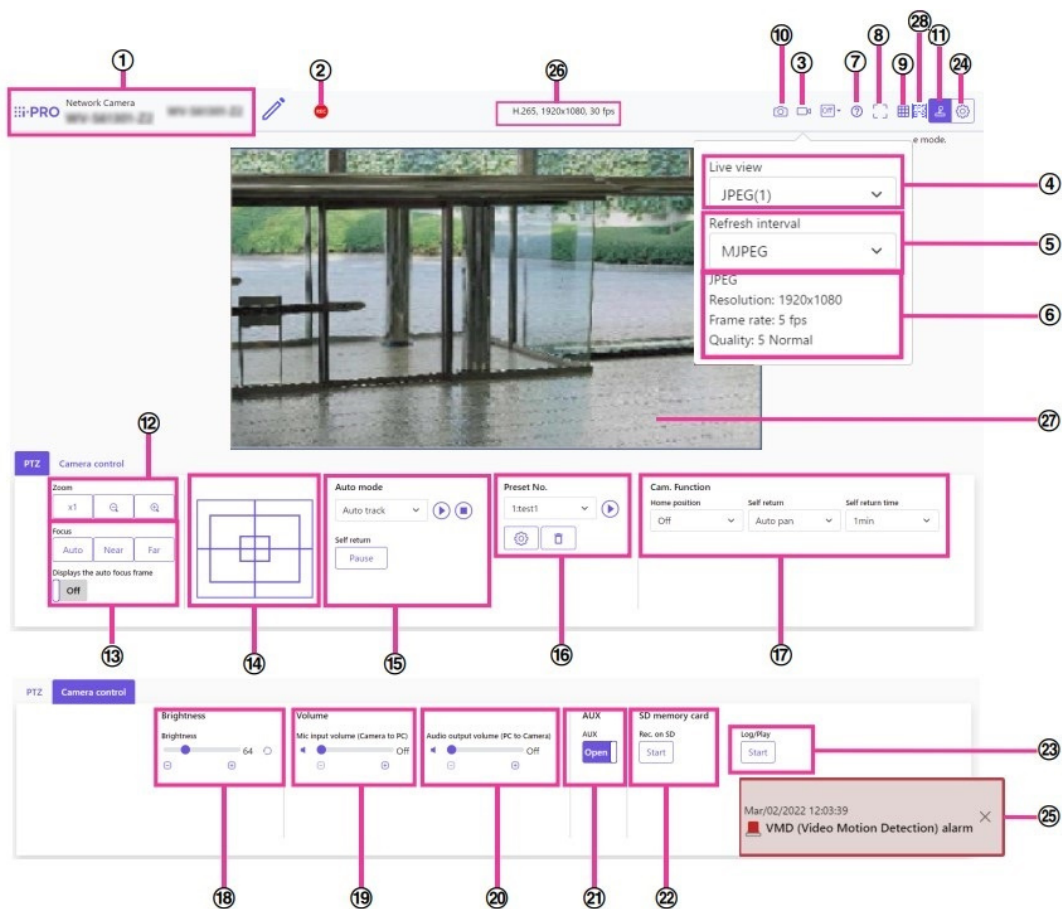 ⑩ ③ ⑦ ⑧ ⑨ ㉘ ⑪ ㉔
① ② ㉖
i-PRO Network Camera
REC
H.265, 1920x1080, 30 fps
Off
e mode.
Live view
JPEG(1)
④
Refresh interval
MJPEG
⑤
JPEG
Resolution: 1920x1080
Frame rate: 5 fps
Quality: 5 Normal
⑥
㉗
⑫
PTZ Camera control
Zoom
x1
Focus
Auto Near Far
Displays the auto focus frame
Off
Auto mode
Auto track
Self return
Pause
Preset No.
1:test1
Cam. Function
Home position Self return Self return time
Off Auto pan 1min
⑬ ⑭ ⑮ ⑯ ⑰
PTZ Camera control
Brightness
Brightness
64
Volume
Mic input volume (Camera to PC)
Off
Audio output volume (PC to Camera)
Off
AUX
AUX
Open
SD memory card
Rec. on SD
Start
Log/Play
Start
㉓
Mar/02/2022 12:03:39
VMD (Video Motion Detection) alarm
㉕
⑱ ⑲ ⑳ ㉑ ㉒